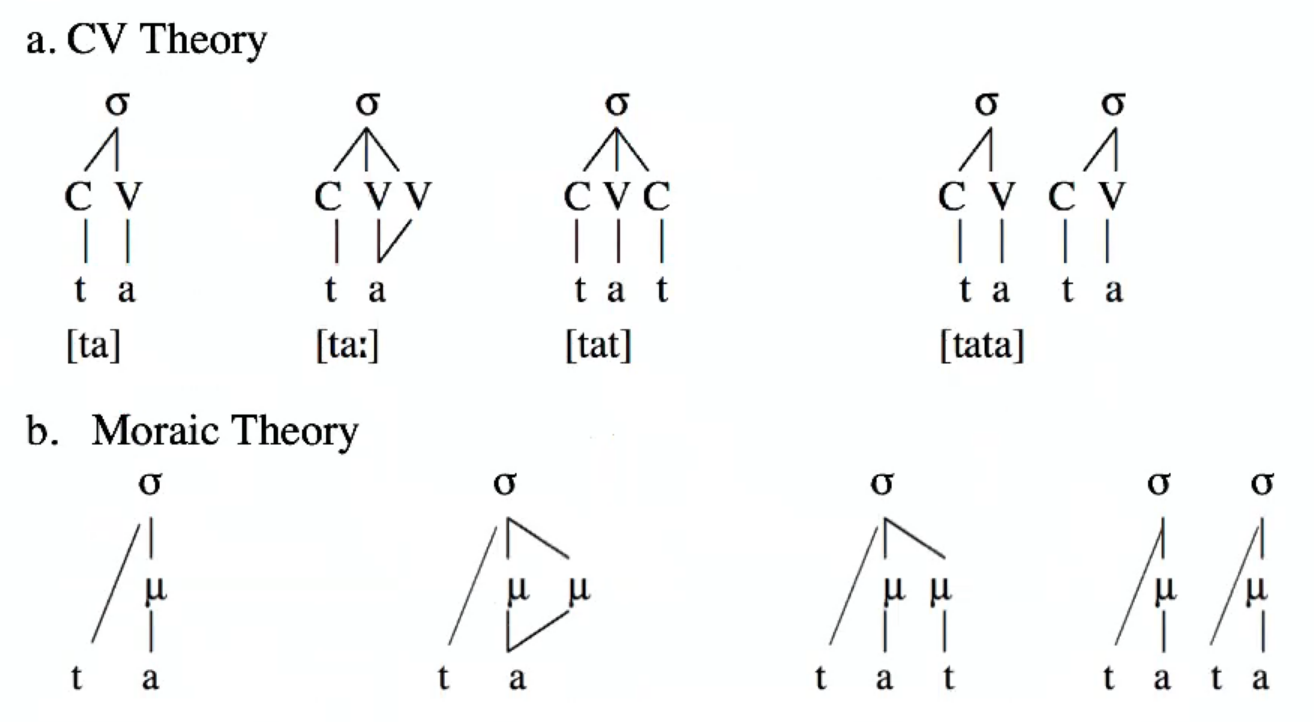 a. CV Theory
σ σ σ σ σ
C V C V V C V C C V C V
t a t a t a t t a t a
[ta] [taː] [tat] [tata]
b. Moraic Theory
σ σ σ σ σ
μ μ μ μ μ μ μ
t a t a t a t t a t a